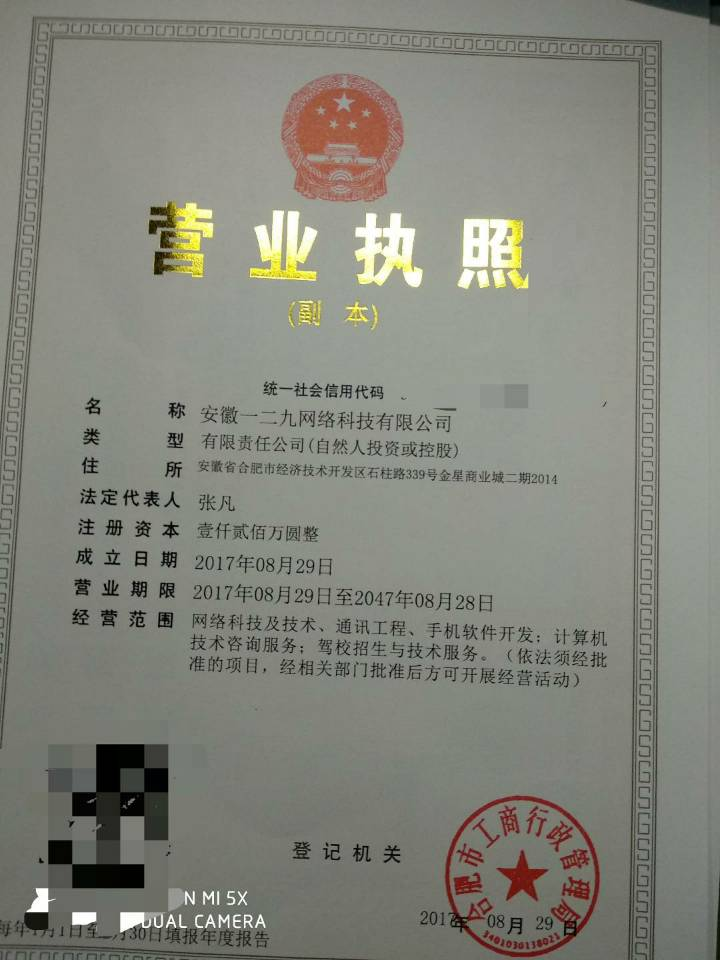 营业执照
(副 本)
统一社会信用代码
名 称 安徽一二九网络科技有限公司
类 型 有限责任公司(自然人投资或控股)
住 所 安徽省合肥市经济技术开发区石柱路339号金星商业城二期2014
法定代表人 张凡
注册资本 壹仟贰佰万圆整
成立日期 2017年08月29日
营业期限 2017年08月29日至2047年08月28日
经营范围 网络科技及技术、通讯工程、手机软件开发；计算机
技术咨询服务；驾校招生与技术服务。（依法须经批
准的项目，经相关部门批准后方可开展经营活动）
登记机关
合肥市工商行政管理局
3401030138021
2017年 08月 29日
N MI 5X
DUAL CAMERA
每年1月1日至 月30日填报年度报告